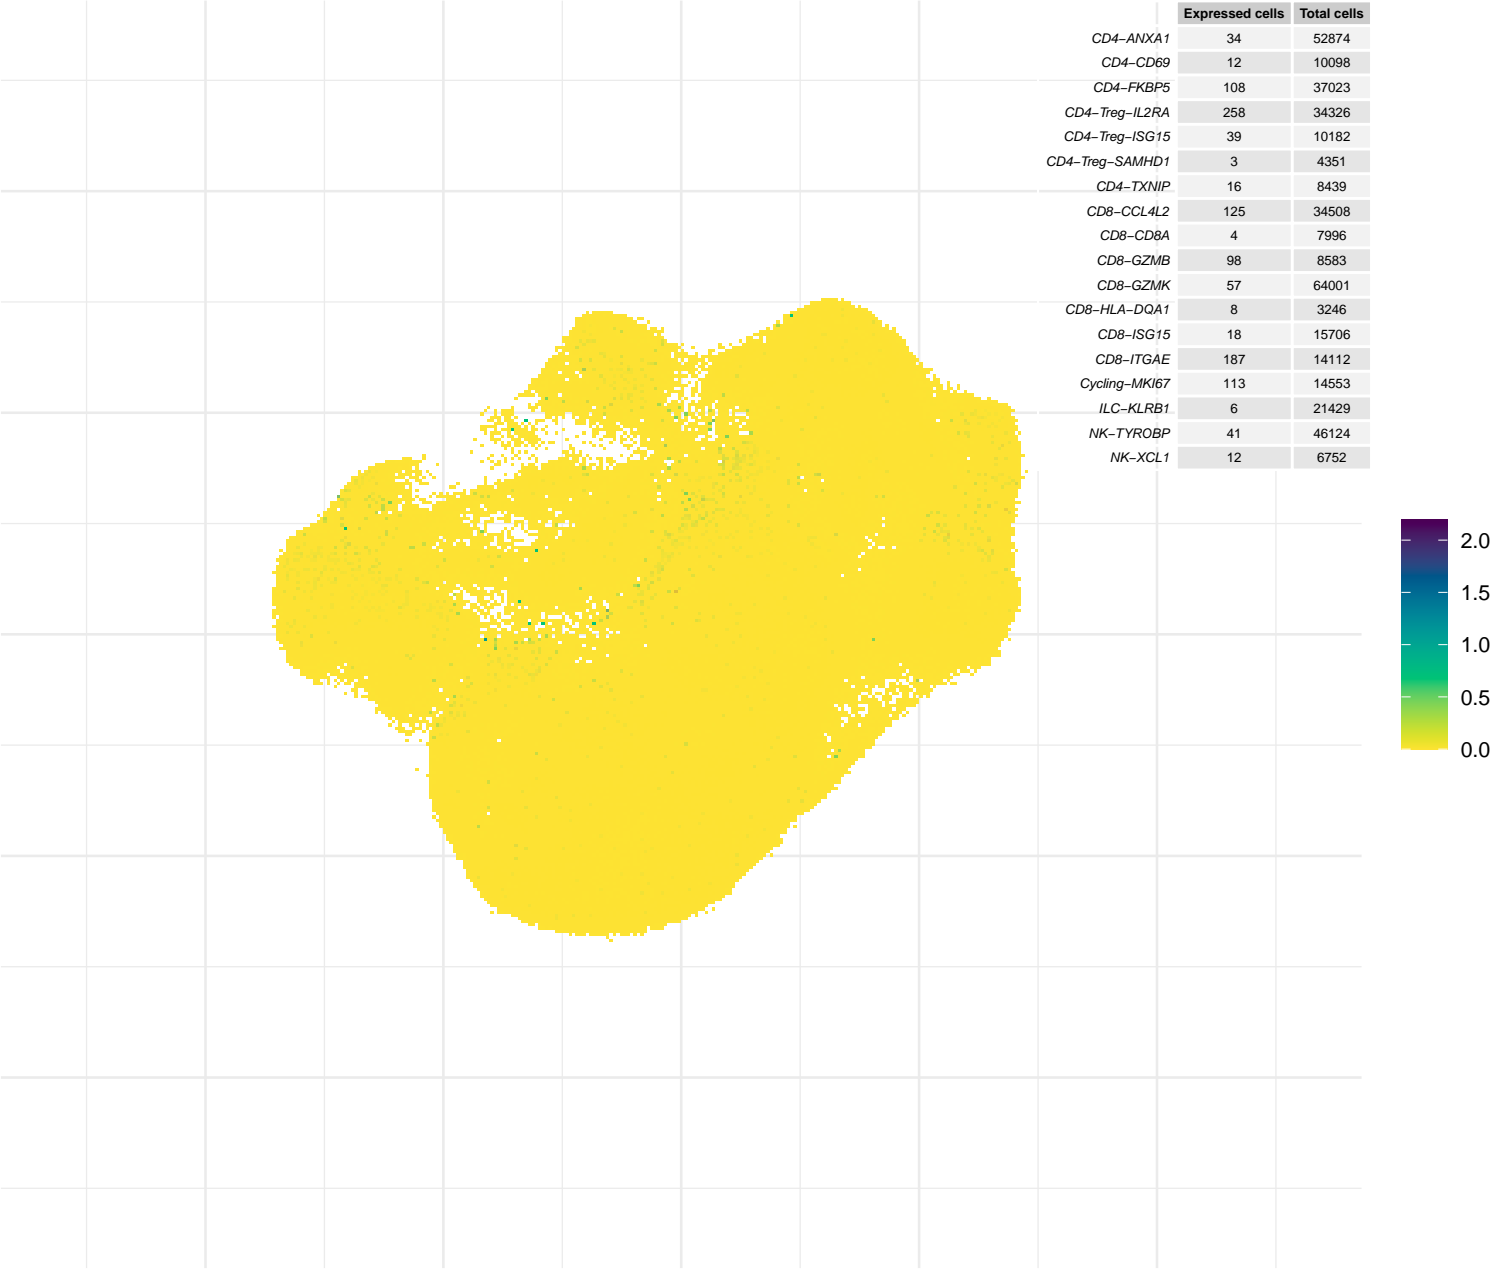 Expressed cells Total cells
CD4−ANXA1 34 52874
CD4−CD69 12 10098
CD4−FKBP5 108 37023
CD4−Treg−IL2RA 258 34326
CD4−Treg−ISG15 39 10182
CD4−Treg−SAMHD1 3 4351
CD4−TXNIP 16 8439
CD8−CCL4L2 125 34508
CD8−CD8A 4 7996
CD8−GZMB 98 8583
CD8−GZMK 57 64001
CD8−HLA−DQA1 8 3246
CD8−ISG15 18 15706
CD8−ITGAE 187 14112
Cycling−MKI67 113 14553
ILC−KLRB1 6 21429
NK−TYROBP 41 46124
NK−XCL1 12 6752
2.0
1.5
1.0
0.5
0.0